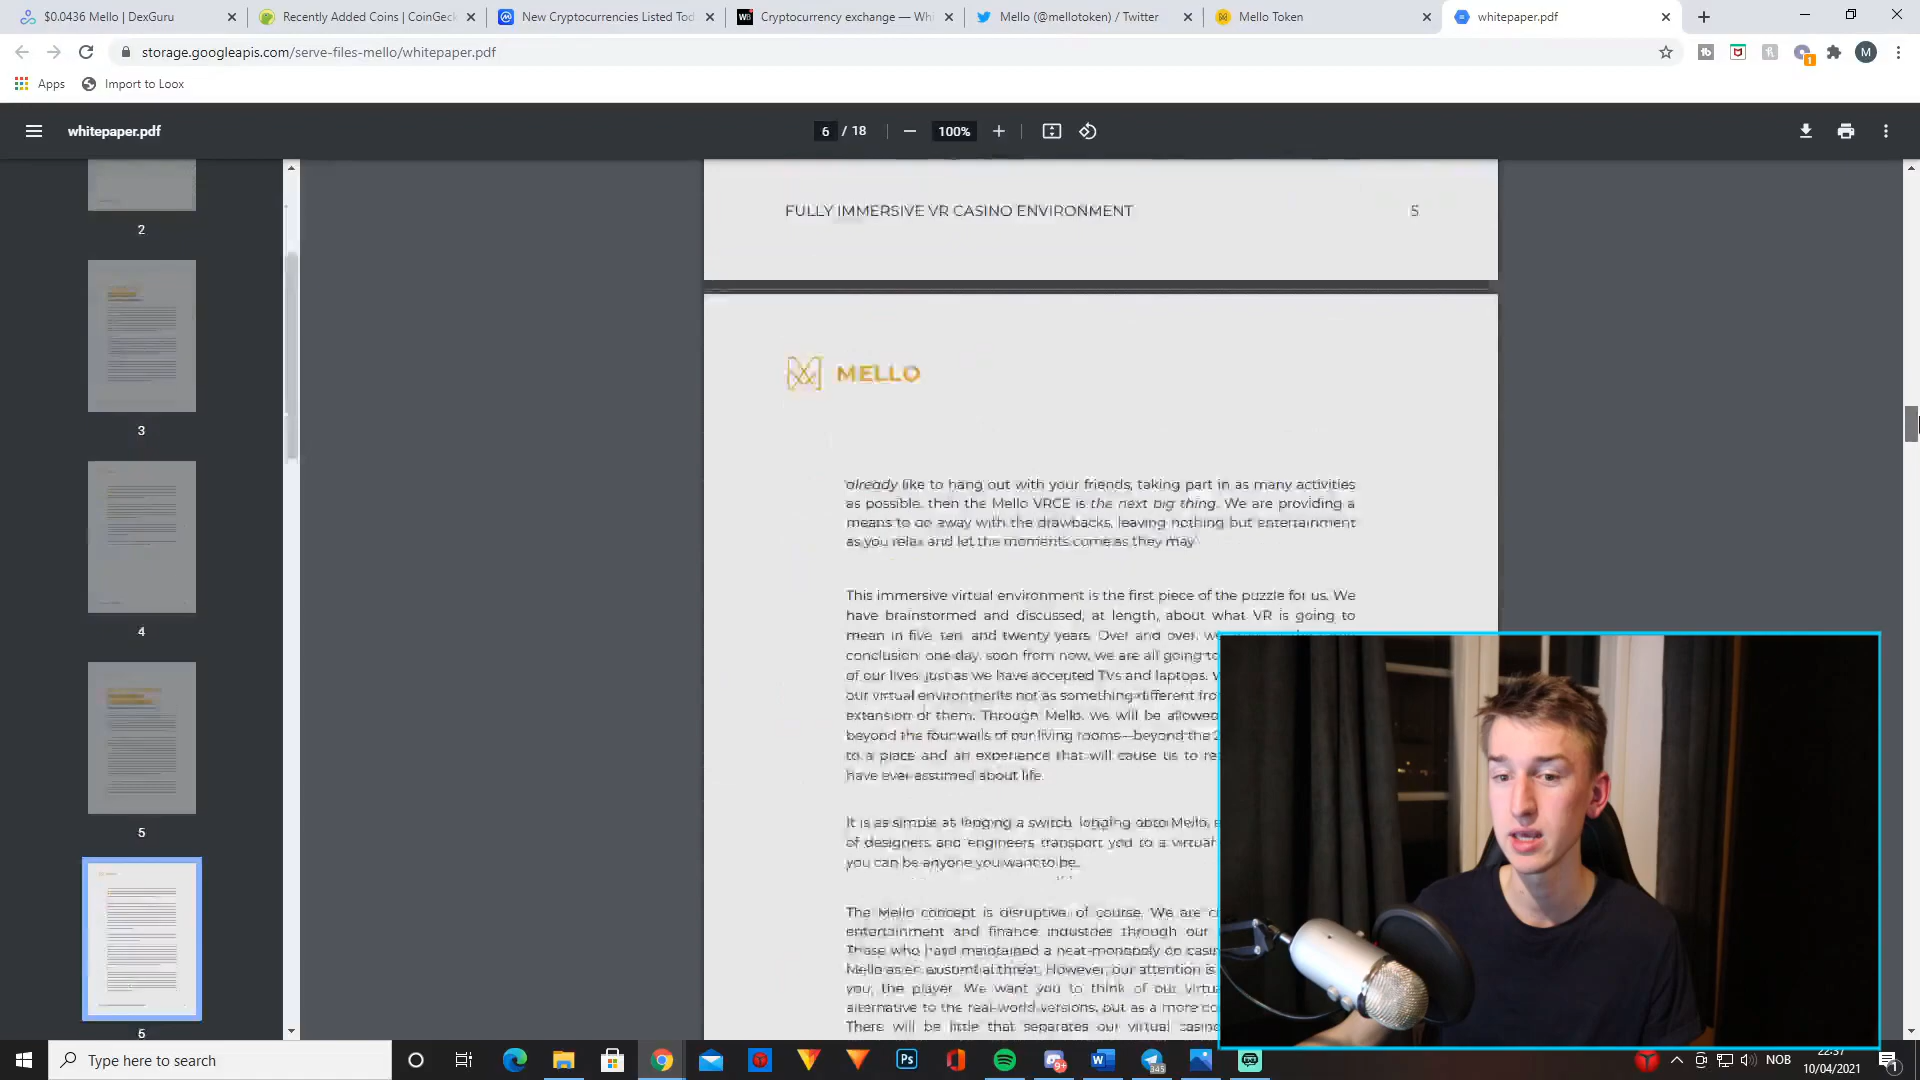 $0.0436 Mello | DexGuru
Recently Added Coins | CoinGeck
New Cryptocurrencies Listed Tod
Cryptocurrency exchange — Whi
Mello (@mellotoken) / Twitter
Mello Token
whitepaper.pdf
storage.googleapis.com/serve-files-mello/whitepaper.pdf
M
Apps
Import to Loox
whitepaper.pdf
6 / 18
100%
2
3
4
5
6
FULLY IMMERSIVE VR CASINO ENVIRONMENT 5
MELLO
already like to hang out with your friends, taking part in as many activities
as possible, then the Mello VRCE is the next big thing. We are providing a
means to do away with the drawbacks, leaving nothing but entertainment
as you relax and let the moments come as they may
This immersive virtual environment is the first piece of the puzzle for us. We
have brainstormed and discussed, at length, about what VR is going to
mean in five, ten, and twenty years. Over and over,
conclusion: one day, soon from now, we are all going to
of our lives just as we have accepted TVs and laptops.
our virtual environments not as something different
extension of them. Through Mello, we will be allowed
beyond the four walls of our living rooms—beyond the
to a place and an experience that will cause us to
have ever assumed about life.
It is as simple as
a switch,
onto Mello,
of designers and engineers transport you to a virtual
you can be anyone you want to be.
The Mello concept is disruptive, of course. We are
entertainment and finance industries through our
Those who have maintained a near-monopoly on
Mello as an
threat. However, our attention is
you, the player. We want you to think of our
alternative to the real-world versions, but as a more
There will be little that separates our virtual
Type here to search
NOB
22:37
10/04/2021